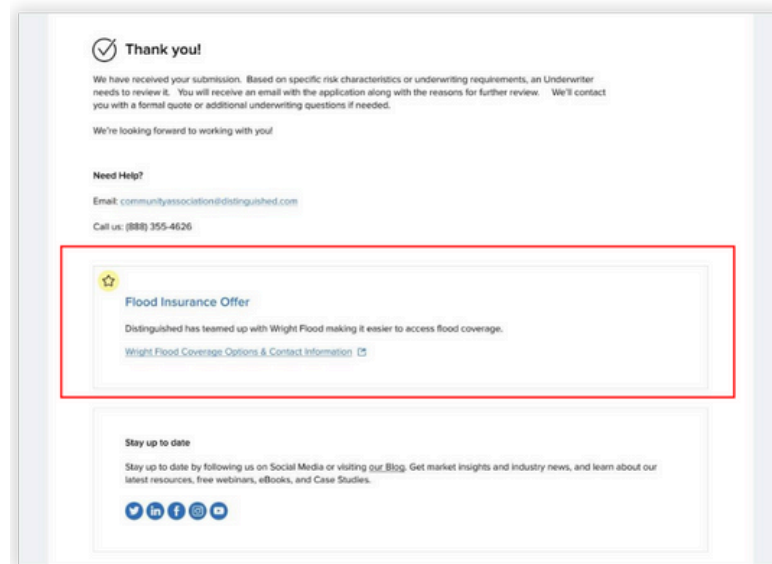 Thank you!
We have received your submission. Based on specific risk characteristics or underwriting requirements, an Underwriter
needs to review it. You will receive an email with the application along with the reasons for further review. We'll contact
you with a formal quote or additional underwriting questions if needed.
We're looking forward to working with you!
Need Help?
Email: communityassociation@distinguished.com
Call us: (888) 355-4626
Flood Insurance Offer
Distinguished has teamed up with Wright Flood making it easier to access flood coverage.
Wright Flood Coverage Options & Contact Information
Stay up to date
Stay up to date by following us on Social Media or visiting our Blog. Get market insights and industry news, and learn about our
latest resources, free webinars, eBooks, and Case Studies.